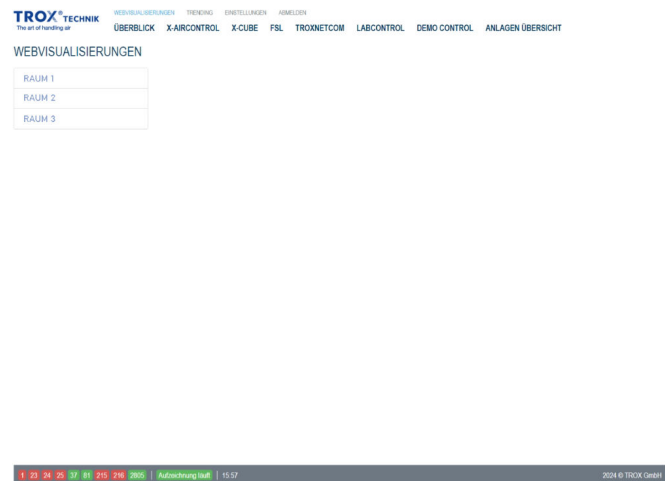 TROX® TECHNIK
The art of handling air
WEBVISUALISIERUNGEN TRENDING EINSTELLUNGEN ABMELDEN
ÜBERBLICK X-AIRCONTROL X-CUBE FSL TROXNETCOM LABCONTROL DEMO CONTROL ANLAGEN ÜBERSICHT
WEBVISUALISIERUNGEN
RAUM 1
RAUM 2
RAUM 3
1 23 24 25 37 81 215 216 2805 | Aufzeichnung läuft | 15:57
2024 © TROX GmbH